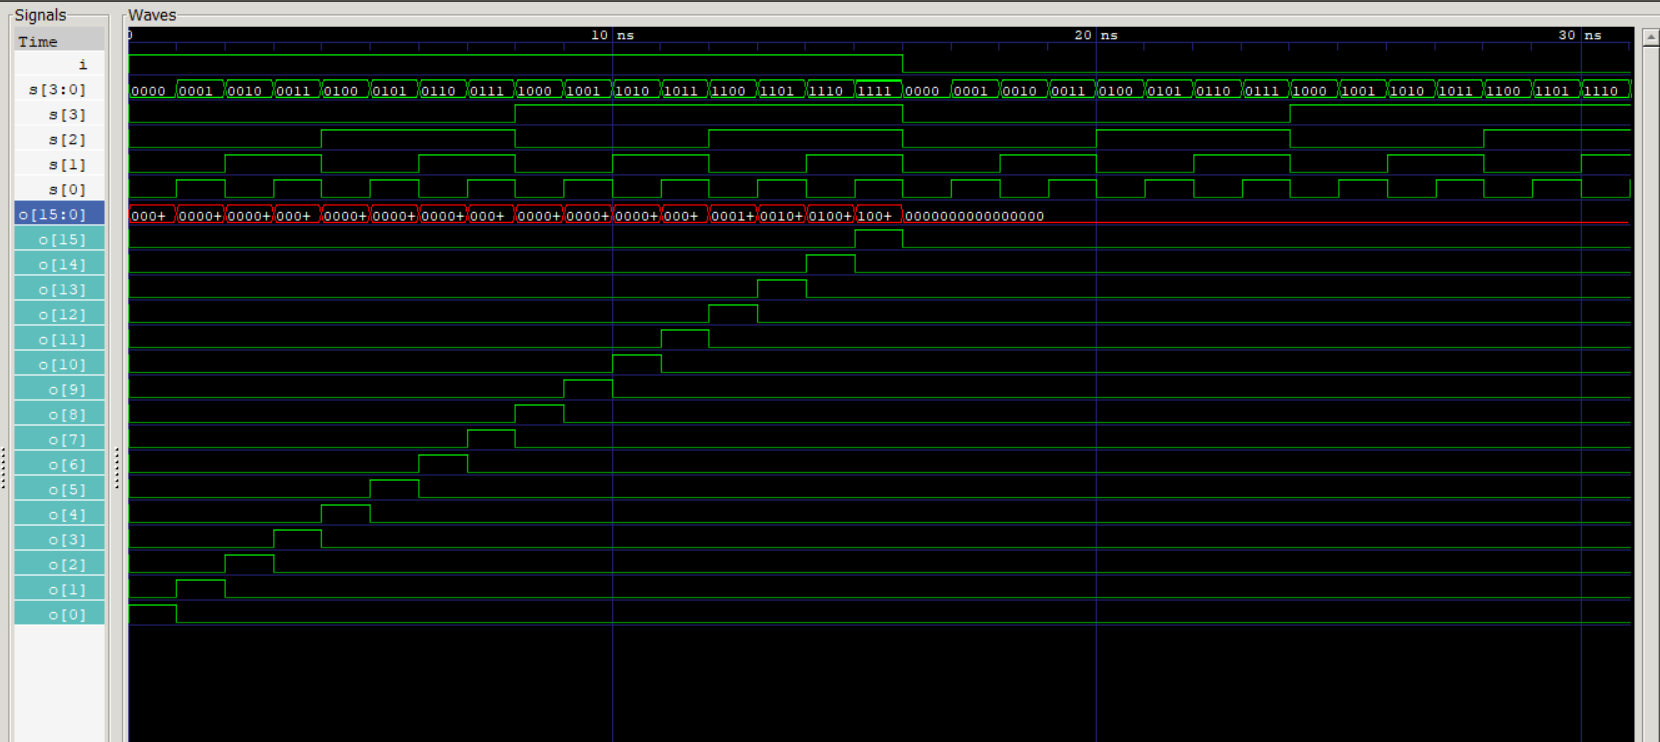 Signals Waves
Time 0 10 ns 20 ns 30 ns
i
s[3:0] 0000 0001 0010 0011 0100 0101 0110 0111 1000 1001 1010 1011 1100 1101 1110 1111 0000 0001 0010 0011 0100 0101 0110 0111 1000 1001 1010 1011 1100 1101 1110
s[3]
s[2]
s[1]
s[0]
o[15:0] 000+ 0000+ 0000+ 000+ 0000+ 0000+ 0000+ 000+ 0000+ 0000+ 0000+ 000+ 0001+ 0010+ 0100+ 100+ 0000000000000000
o[15]
o[14]
o[13]
o[12]
o[11]
o[10]
o[9]
o[8]
o[7]
o[6]
o[5]
o[4]
o[3]
o[2]
o[1]
o[0]